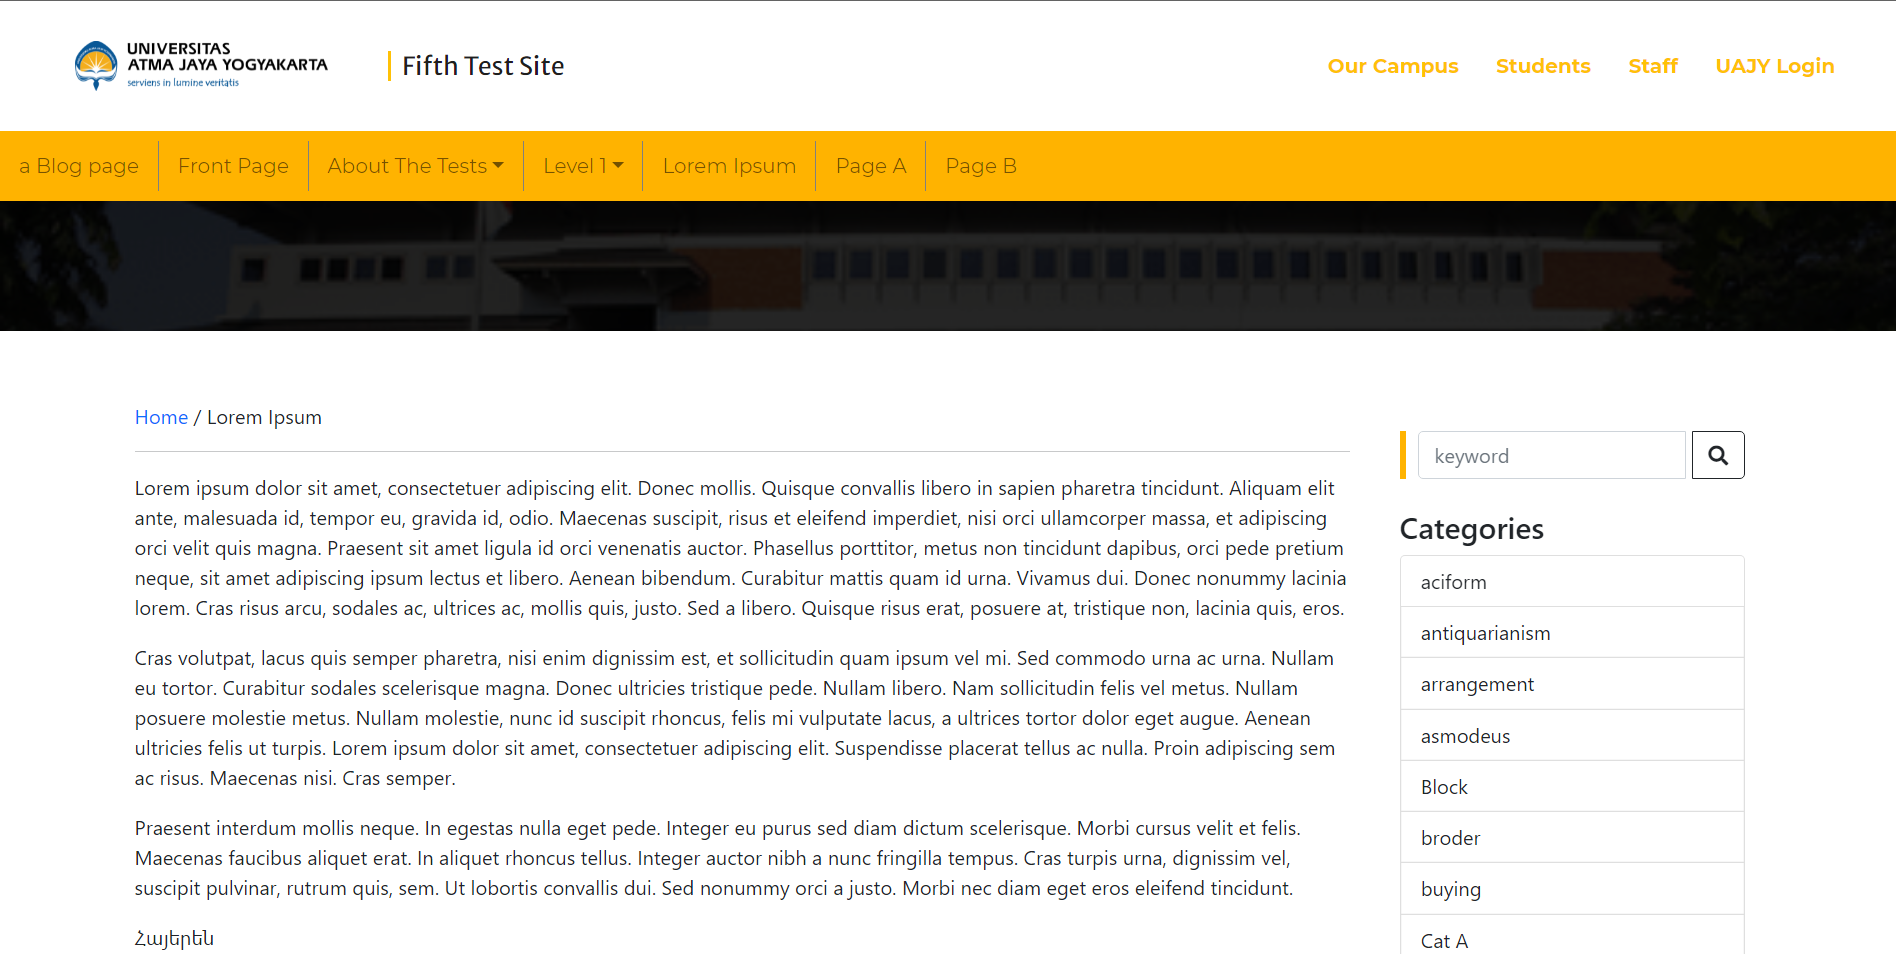 UNIVERSITAS
ATMA JAYA YOGYAKARTA
serviens in lumine veritatis
Fifth Test Site
Our Campus Students Staff UAJY Login
a Blog page Front Page About The Tests Level 1 Lorem Ipsum Page A Page B
Home / Lorem Ipsum
Lorem ipsum dolor sit amet, consectetuer adipiscing elit. Donec mollis. Quisque convallis libero in sapien pharetra tincidunt. Aliquam elit
ante, malesuada id, tempor eu, gravida id, odio. Maecenas suscipit, risus et eleifend imperdiet, nisi orci ullamcorper massa, et adipiscing
orci velit quis magna. Praesent sit amet ligula id orci venenatis auctor. Phasellus porttitor, metus non tincidunt dapibus, orci pede pretium
neque, sit amet adipiscing ipsum lectus et libero. Aenean bibendum. Curabitur mattis quam id urna. Vivamus dui. Donec nonummy lacinia
lorem. Cras risus arcu, sodales ac, ultrices ac, mollis quis, justo. Sed a libero. Quisque risus erat, posuere at, tristique non, lacinia quis, eros.
Cras volutpat, lacus quis semper pharetra, nisi enim dignissim est, et sollicitudin quam ipsum vel mi. Sed commodo urna ac urna. Nullam
eu tortor. Curabitur sodales scelerisque magna. Donec ultricies tristique pede. Nullam libero. Nam sollicitudin felis vel metus. Nullam
posuere molestie metus. Nullam molestie, nunc id suscipit rhoncus, felis mi vulputate lacus, a ultrices tortor dolor eget augue. Aenean
ultricies felis ut turpis. Lorem ipsum dolor sit amet, consectetuer adipiscing elit. Suspendisse placerat tellus ac nulla. Proin adipiscing sem
ac risus. Maecenas nisi. Cras semper.
Praesent interdum mollis neque. In egestas nulla eget pede. Integer eu purus sed diam dictum scelerisque. Morbi cursus velit et felis.
Maecenas faucibus aliquet erat. In aliquet rhoncus tellus. Integer auctor nibh a nunc fringilla tempus. Cras turpis urna, dignissim vel,
suscipit pulvinar, rutrum quis, sem. Ut lobortis convallis dui. Sed nonummy orci a justo. Morbi nec diam eget eros eleifend tincidunt.
Հայերեն
keyword
Categories
aciform
antiquarianism
arrangement
asmodeus
Block
broder
buying
Cat A